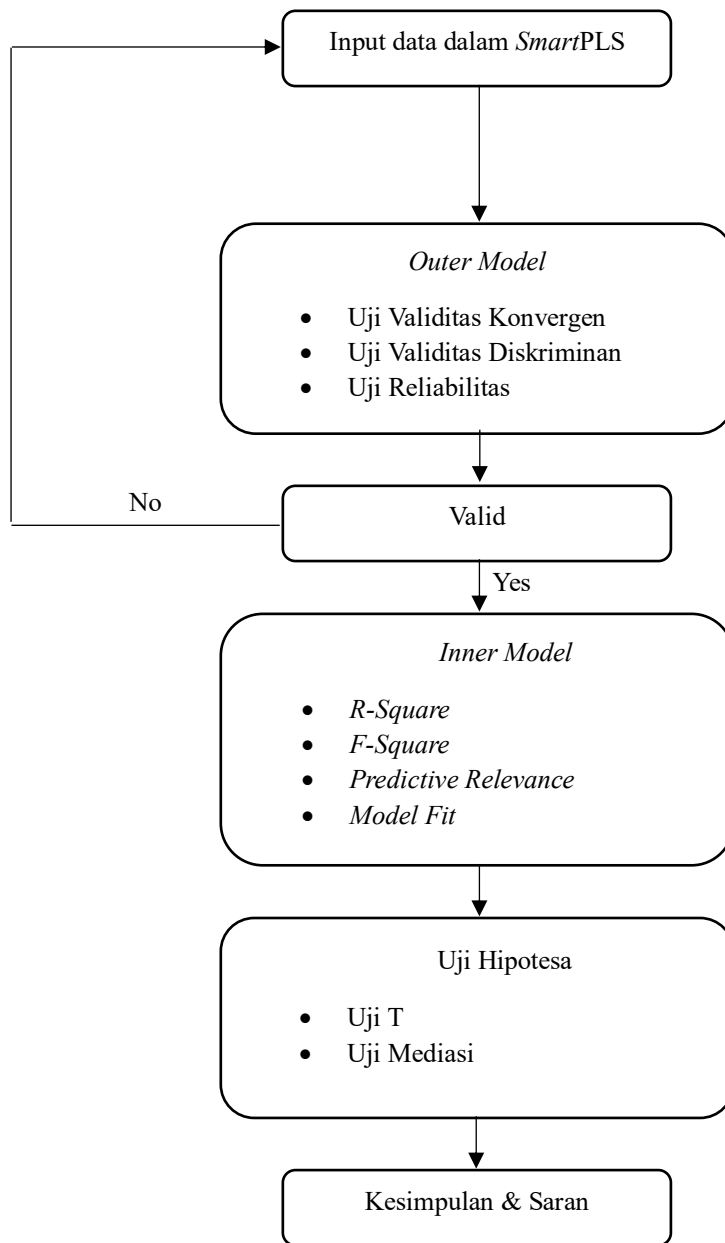 Input data dalam SmartPLS
Outer Model
• Uji Validitas Konvergen
• Uji Validitas Diskriminan
• Uji Reliabilitas
No
Valid
Yes
Inner Model
• R-Square
• F-Square
• Predictive Relevance
• Model Fit
Uji Hipotesa
• Uji T
• Uji Mediasi
Kesimpulan & Saran